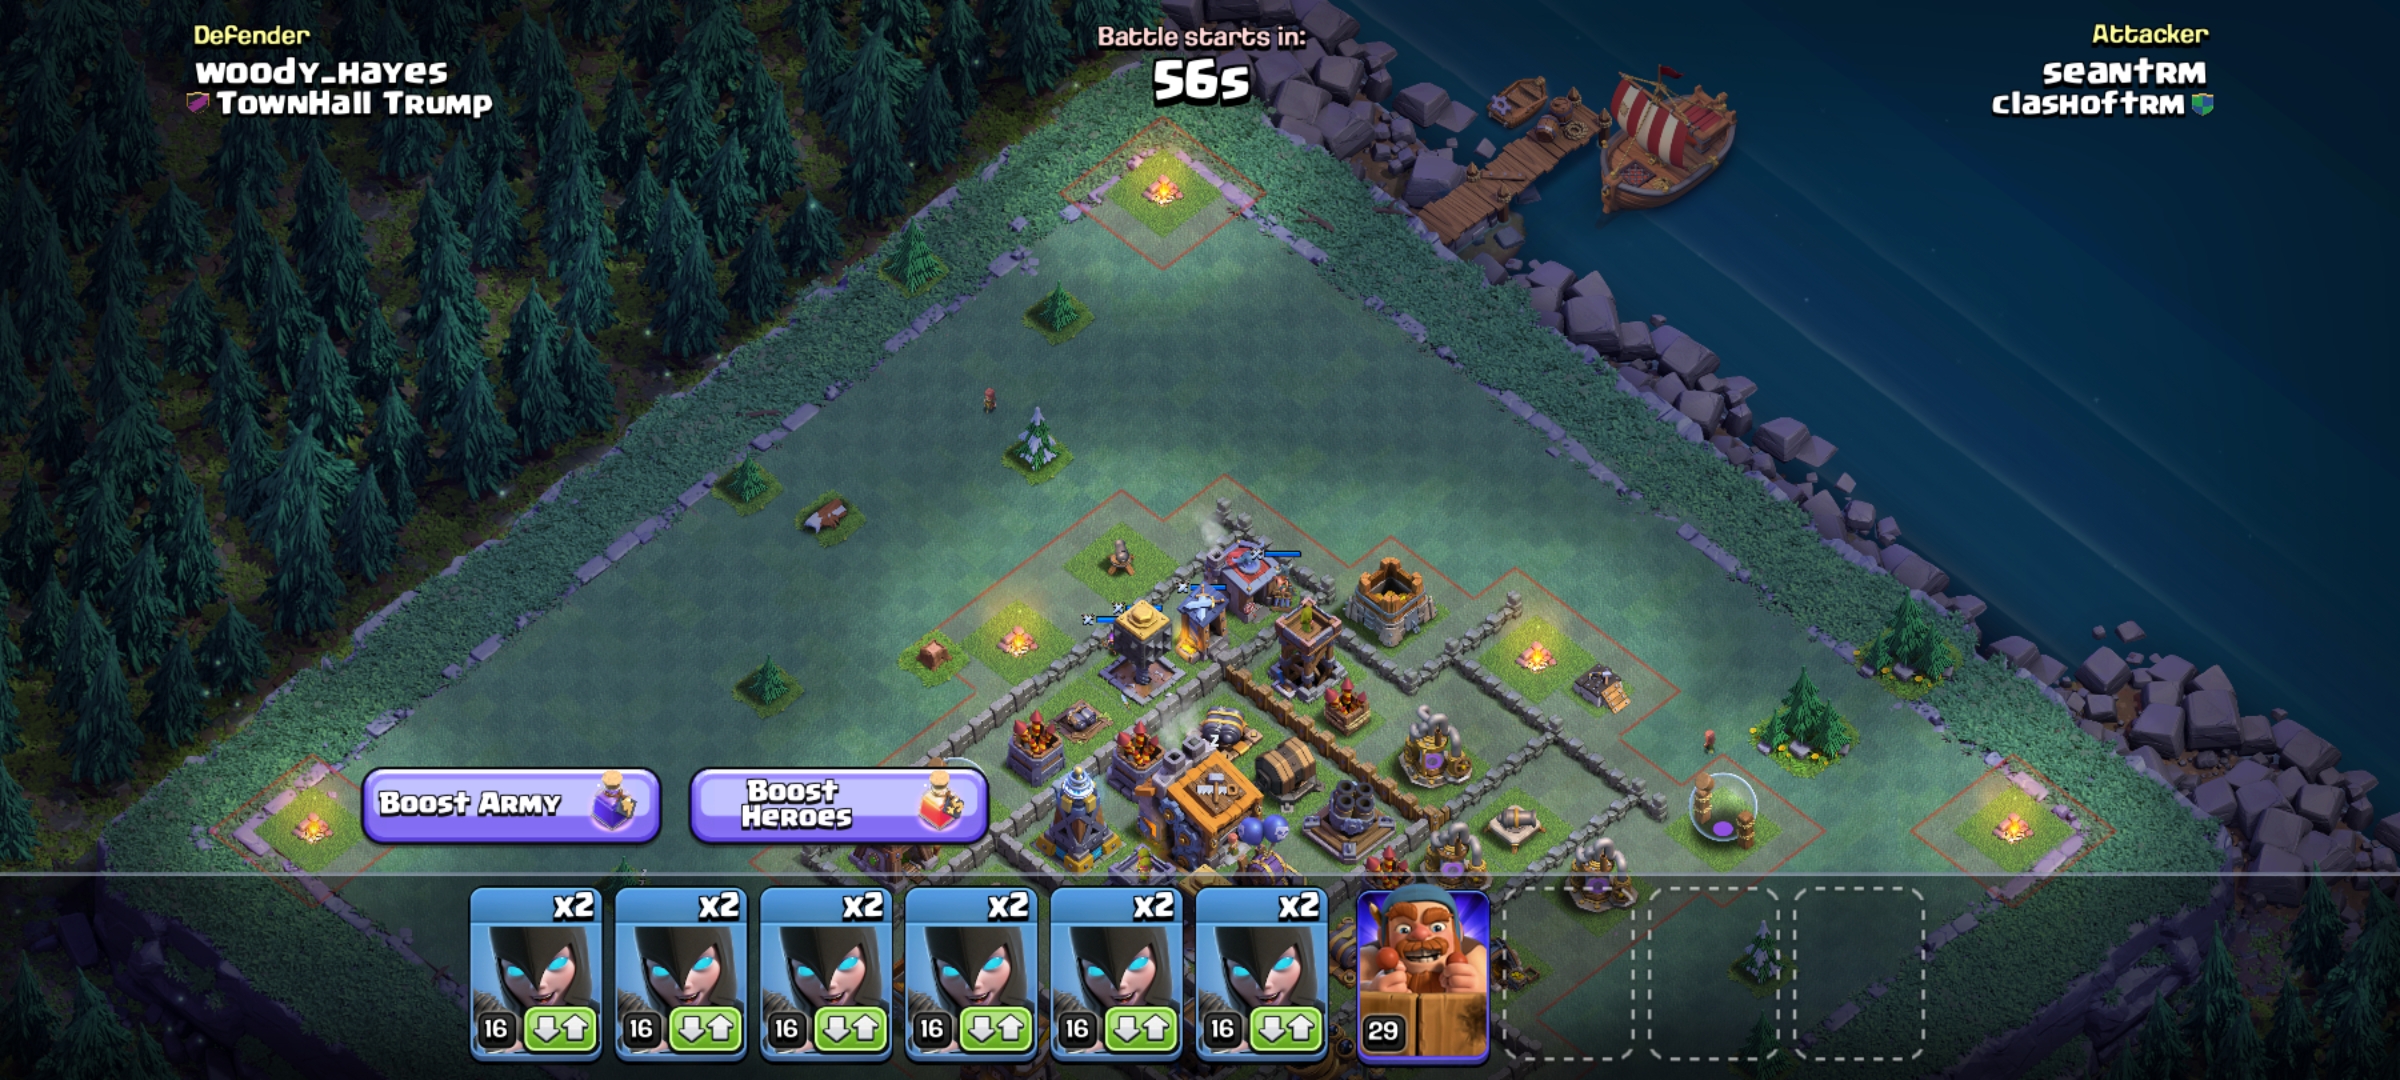 Defender
woody_Hayes
TownHall Trump
Battle starts in:
56s
Attacker
seantRM
clashoftRM
z
Boost Army
Boost
Heroes
x2
x2
x2
x2
x2
x2
16
16
16
16
16
16
29